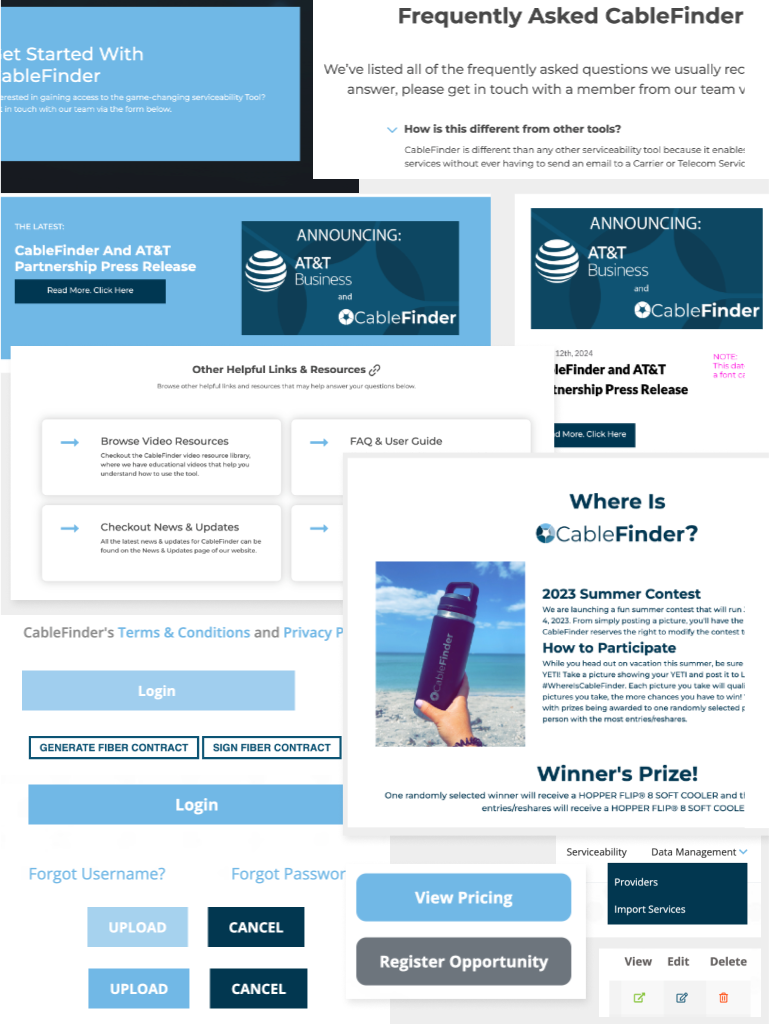 Frequently Asked CableFinder
et Started With
ableFinder
erested in gaining access to the game-changing serviceability Tool?
t in touch with our team via the form below.
We've listed all of the frequently asked questions we usually rec
answer, please get in touch with a member from our team v
How is this different from other tools?
CableFinder is different than any other serviceability tool because it enables
services without ever having to send an email to a Carrier or Telecom Servic
THE LATEST:
CableFinder And AT&T
Partnership Press Release
Read More. Click Here
ANNOUNCING:
AT&T
Business
and
CableFinder
ANNOUNCING:
AT&T
Business
and
CableFinder
12th, 2024
leFinder and AT&T
tnership Press Release
d More. Click Here
NOTE:
This dat
a font ca
Other Helpful Links & Resources
Browse other helpful links and resources that may help answer your questions below.
Browse Video Resources
Checkout the CableFinder video resource library,
where we have educational videos that help you
understand how to use the tool.
FAQ & User Guide
Checkout News & Updates
All the latest news & updates for CableFinder can be
found on the News & Updates page of our website.
Where Is
CableFinder?
CableFinder
2023 Summer Contest
We are launching a fun summer contest that will run
4, 2023. From simply posting a picture, you'll have the
CableFinder reserves the right to modify the contest t
How to Participate
While you head out on vacation this summer, be sure
YETI! Take a picture showing your YETI and post it to L
#WhereIsCableFinder. Each picture you take will quali
pictures you take, the more chances you have to win!
with prizes being awarded to one randomly selected p
person with the most entries/reshares.
Winner's Prize!
One randomly selected winner will receive a HOPPER FLIP® 8 SOFT COOLER and th
entries/reshares will receive a HOPPER FLIP® 8 SOFT COOLE
CableFinder's Terms & Conditions and Privacy P
Login
GENERATE FIBER CONTRACT
SIGN FIBER CONTRACT
Login
Forgot Username?
Forgot Passwor
UPLOAD
CANCEL
UPLOAD
CANCEL
View Pricing
Register Opportunity
Serviceability
Data Management
Providers
Import Services
View Edit Delete